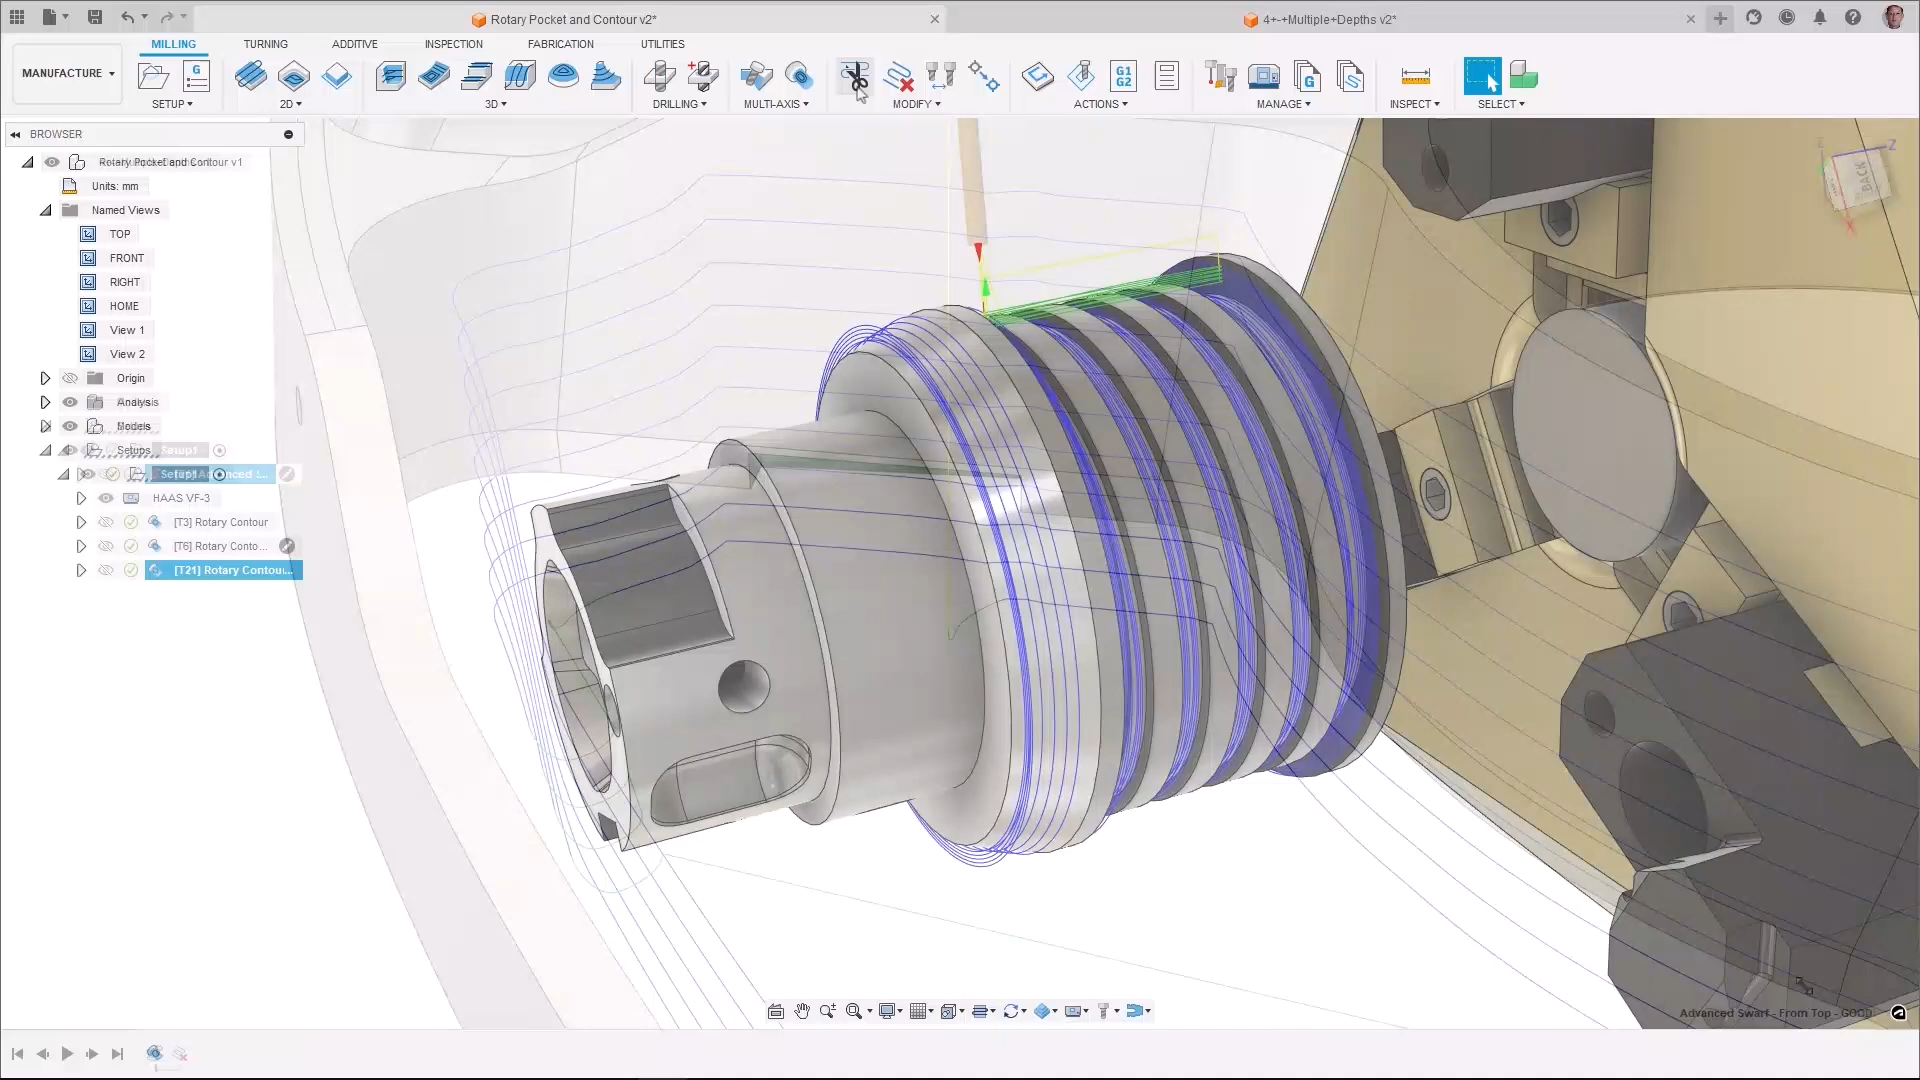 Rotary Pocket and Contour v2*
4+-+Multiple+Depths v2*
MILLING
TURNING
ADDITIVE
INSPECTION
FABRICATION
UTILITIES
MANUFACTURE
G
G1
G2
G
SETUP
2D
3D
DRILLING
MULTI-AXIS
MODIFY
ACTIONS
MANAGE
INSPECT
SELECT
BROWSER
Rotary Pocket and Contour v1
Units: mm
Named Views
TOP
FRONT
RIGHT
HOME
View 1
View 2
Origin
Analysis
Models
Setups
Setup1
HAAS VF-3
[T3] Rotary Contour
[T6] Rotary Conto...
[T21] Rotary Contou...
Z
BACK
X
Advanced Swarf - From Top - GOOD